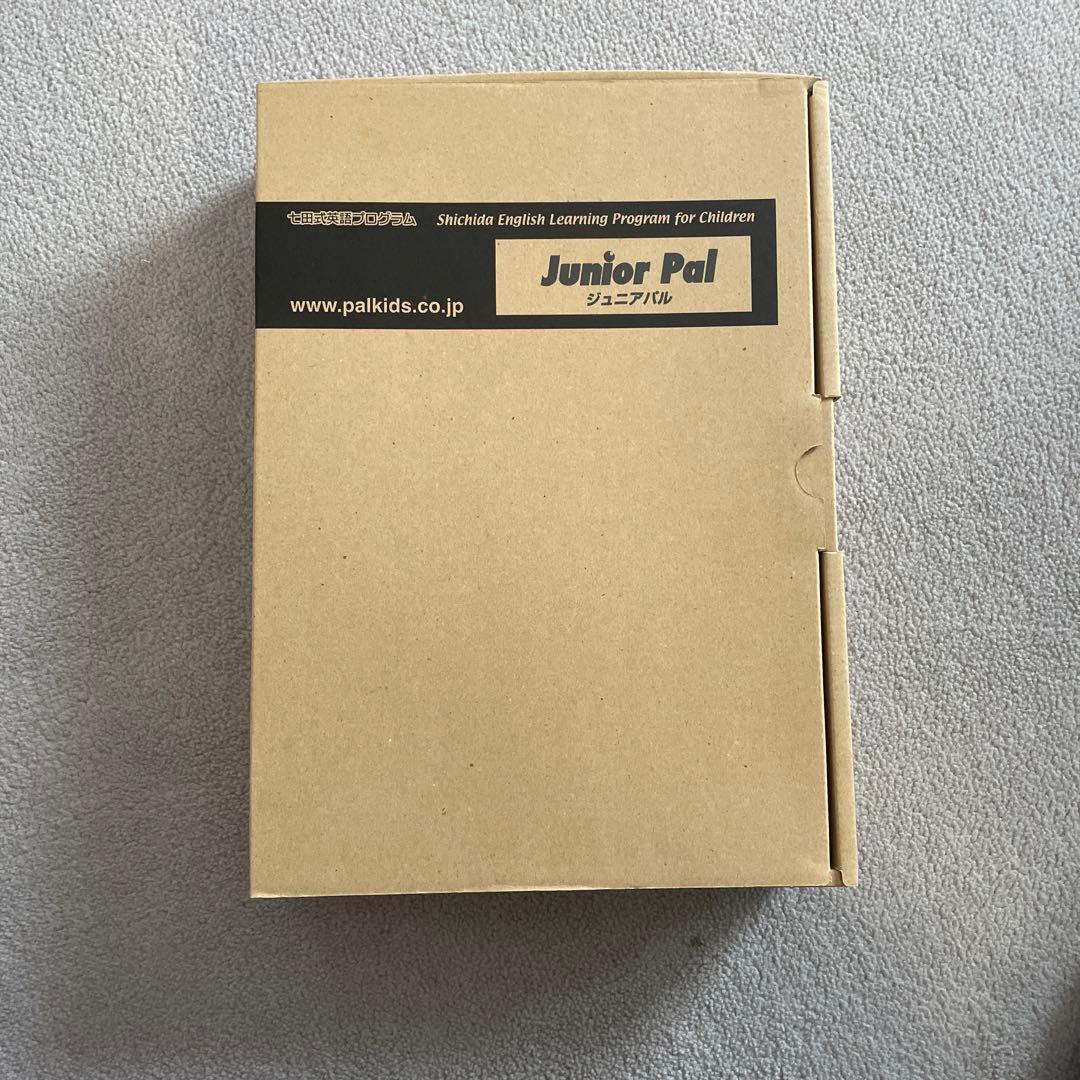 七田式英語プログラム Shichida English Learning Program for Children
Junior Pal
ジュニアパル
www.palkids.co.jp